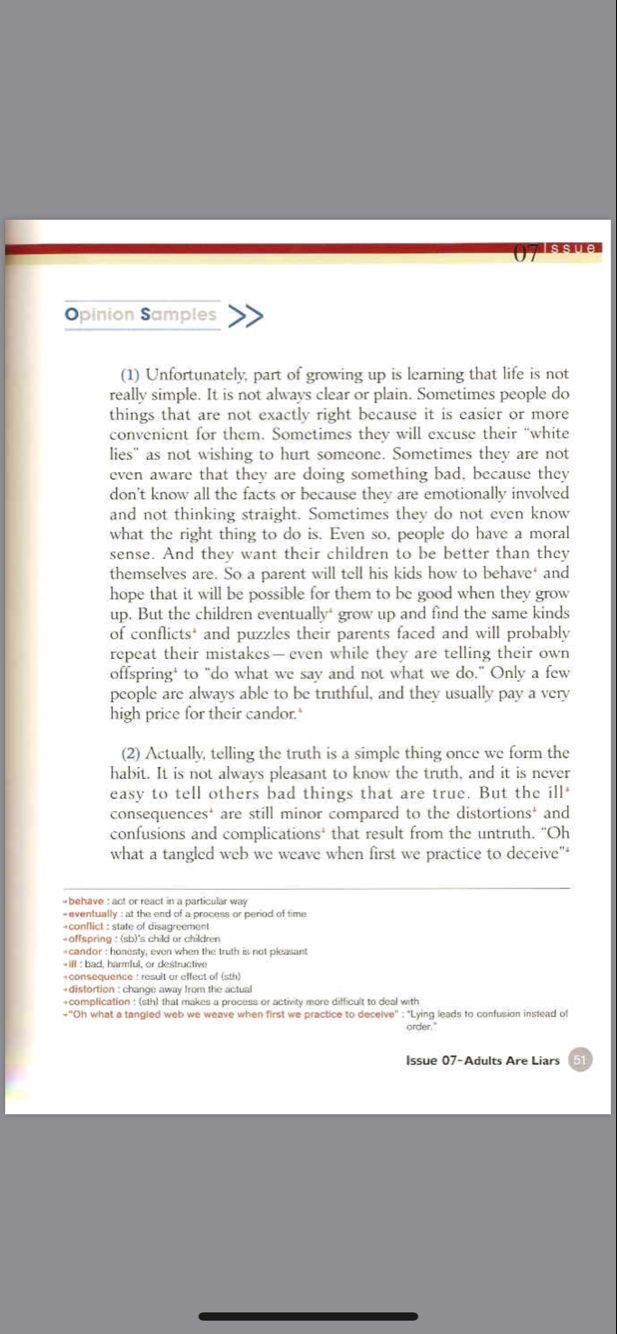 07 Issue
Opinion Samples
(1) Unfortunately, part of growing up is learning that life is not
really simple. It is not always clear or plain. Sometimes people do
things that are not exactly right because it is easier or more
convenient for them. Sometimes they will excuse their “white
lies” as not wishing to hurt someone. Sometimes they are not
even aware that they are doing something bad, because they
don’t know all the facts or because they are emotionally involved
and not thinking straight. Sometimes they do not even know
what the right thing to do is. Even so, people do have a moral
sense. And they want their children to be better than they
themselves are. So a parent will tell his kids how to behave and
hope that it will be possible for them to be good when they grow
up. But the children eventually grow up and find the same kinds
of conflicts and puzzles their parents faced and will probably
repeat their mistakes—even while they are telling their own
offspring to “do what we say and not what we do.” Only a few
people are always able to be truthful, and they usually pay a very
high price for their candor.
(2) Actually, telling the truth is a simple thing once we form the
habit. It is not always pleasant to know the truth, and it is never
easy to tell others bad things that are true. But the ill
consequences are still minor compared to the distortions and
confusions and complications that result from the untruth. “Oh
what a tangled web we weave when first we practice to deceive”
behave : act or react in a particular way
eventually : at the end of a process or period of time
conflict : state of disagreement
offspring : (sb)’s child or children
candor : honesty, even when the truth is not pleasant
ill : bad, harmful, or destructive
consequence : result or effect of (sth)
distortion : change away from the actual
complication : (sth) that makes a process or activity more difficult to deal with
“Oh what a tangled web we weave when first we practice to deceive” : “Lying leads to confusion instead of
order.”
Issue 07-Adults Are Liars 51